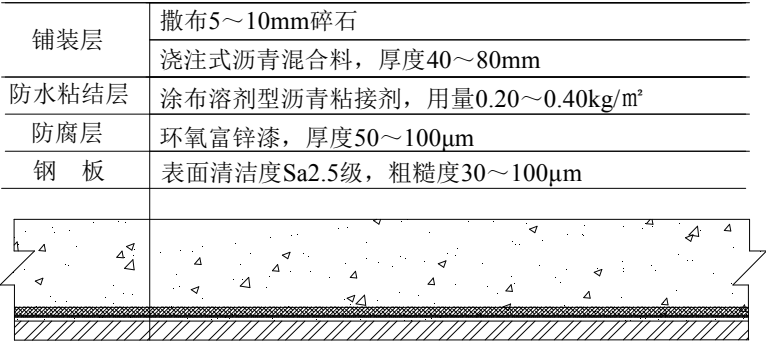 铺装层 撒布5～10mm碎石
浇注式沥青混合料，厚度40～80mm
防水粘结层 涂布溶剂型沥青粘接剂，用量0.20～0.40kg/㎡
防腐层 环氧富锌漆，厚度50～100μm
钢 板 表面清洁度Sa2.5级，粗糙度30～100μm